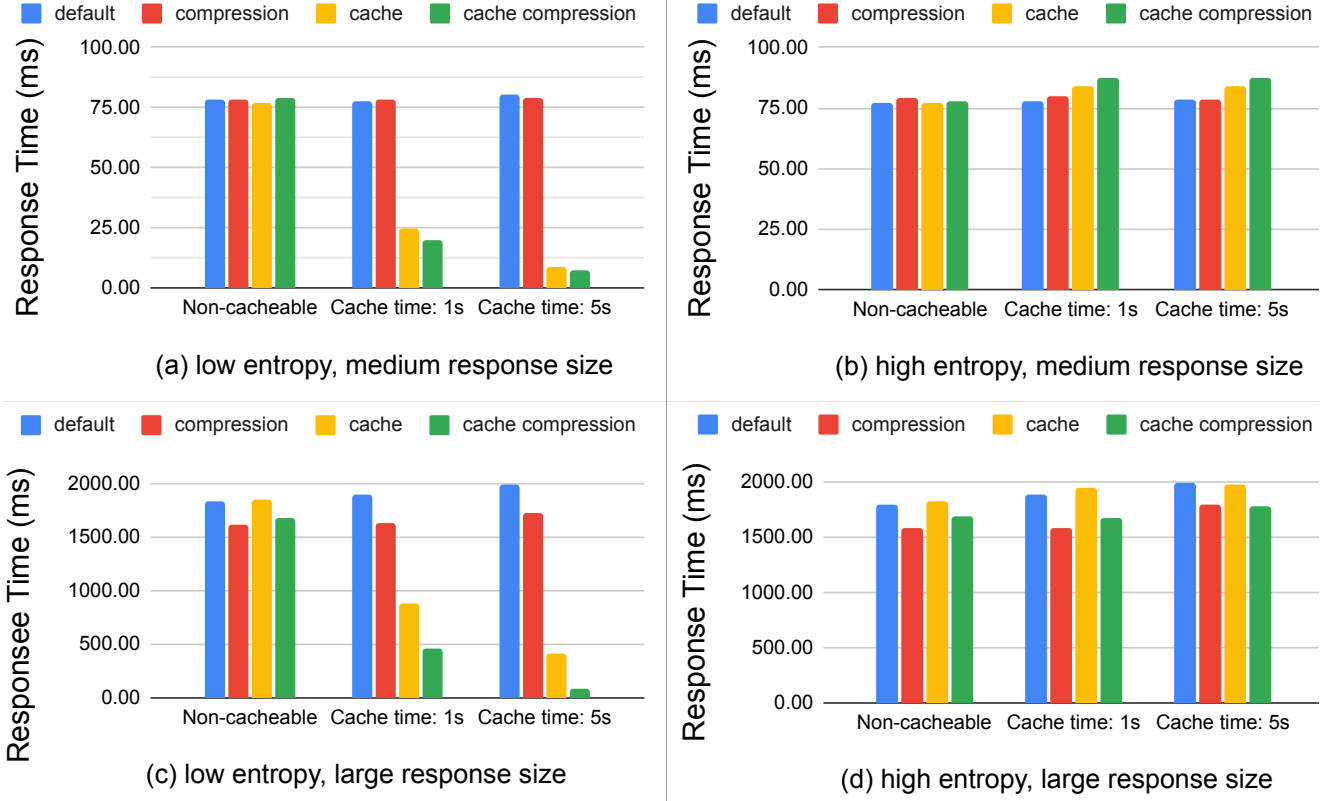 default compression cache cache compression
Response Time (ms)
100.00
75.00
50.00
25.00
0.00
Non-cacheable Cache time: 1s Cache time: 5s
(a) low entropy, medium response size
default compression cache cache compression
Response Time (ms)
100.00
75.00
50.00
25.00
0.00
Non-cacheable Cache time: 1s Cache time: 5s
(b) high entropy, medium response size
default compression cache cache compression
Responsee Time (ms)
2000.00
1500.00
1000.00
500.00
0.00
Non-cacheable Cache time: 1s Cache time: 5s
(c) low entropy, large response size
default compression cache cache compression
Response Time (ms)
2000.00
1500.00
1000.00
500.00
0.00
Non-cacheable Cache time: 1s Cache time: 5s
(d) high entropy, large response size